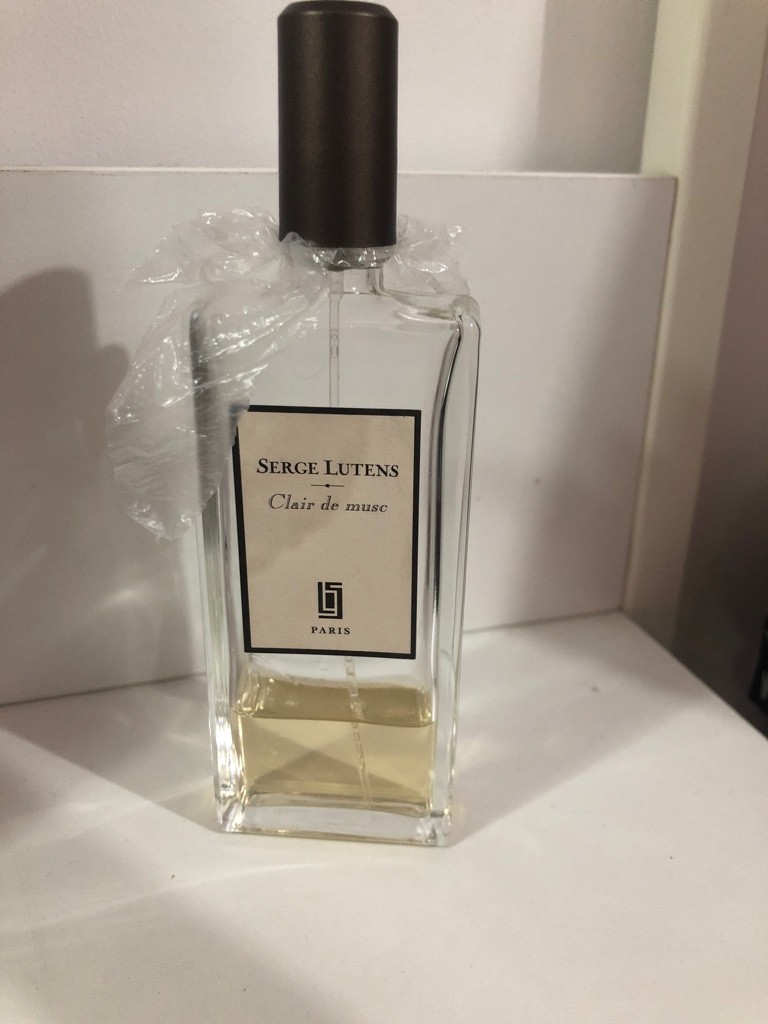 SERGE LUTENS
Clair de musc
PARIS